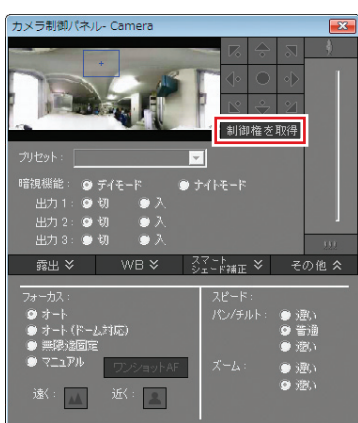 カメラ制御パネル- Camera
制御権を取得
プリセット:
暗視機能: デイモード ナイトモード
出力 1: 切 入
出力 2: 切 入
出力 3: 切 入
露出 WB スマートシェード補正 その他
フォーカス:
オート
オート(ドーム対応)
無限遠固定
マニュアル ワンショットAF
遠く: 近く:
スピード:
パン/チルト: 遅い
普通
速い
ズーム: 遅い
速い